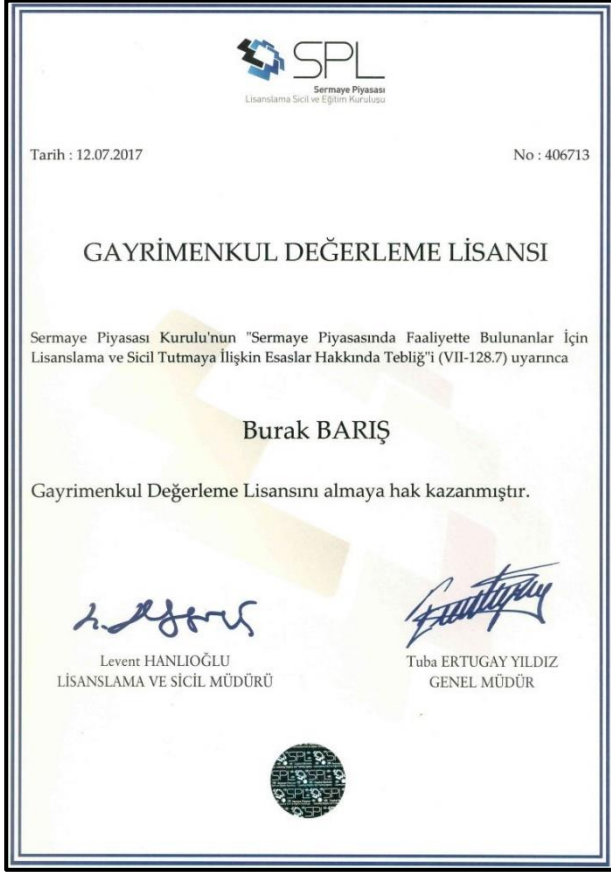 SPL
Sermaye Piyasası
Lisanslama Sicil ve Eğitim Kuruluşu
Tarih : 12.07.2017
No : 406713
GAYRİMENKUL DEĞERLEME LİSANSI
Sermaye Piyasası Kurulu'nun "Sermaye Piyasasında Faaliyette Bulunanlar İçin
Lisanslama ve Sicil Tutmaya İlişkin Esaslar Hakkında Tebliğ"i (VII-128.7) uyarınca
Burak BARIŞ
Gayrimenkul Değerleme Lisansını almaya hak kazanmıştır.
Levent HANLIOĞLU
LİSANSLAMA VE SİCİL MÜDÜRÜ
Tuba ERTUGAY YILDIZ
GENEL MÜDÜR